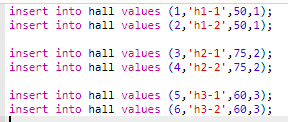 insert into hall values (1,'h1-1',50,1);
insert into hall values (2,'h1-2',50,1);
insert into hall values (3,'h2-1',75,2);
insert into hall values (4,'h2-2',75,2);
insert into hall values (5,'h3-1',60,3);
insert into hall values (6,'h3-2',60,3);